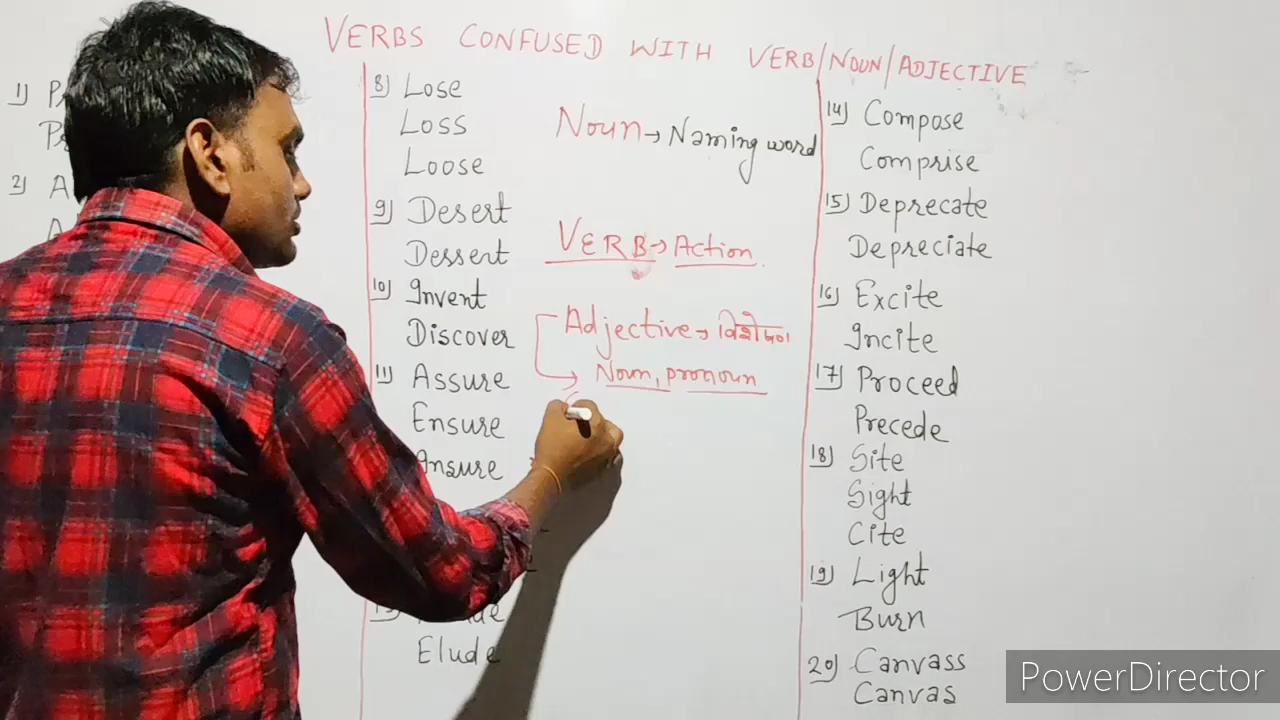 VERBS CONFUSED WITH VERB/NOUN/ADJECTIVE
1) P
2) A
8) Lose
Loss
Loose
9) Desert
Dessert
10) Invent
Discover
11) Assure
Ensure
Insure
Elude
Noun → Naming word
VERB → Action
Adjective →
Noun, pronoun
14) Compose
Comprise
15) Deprecate
Depreciate
16) Excite
Incite
17) Proceed
Precede
18) Site
Sight
Cite
19) Light
Burn
20) Canvass
Canvas
PowerDirector